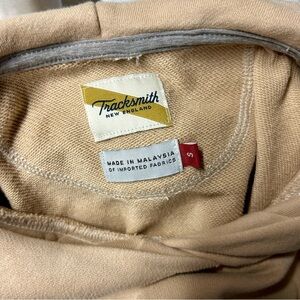 Tracksmith
NEW ENGLAND
MADE IN MALAYSIA
OF IMPORTED FABRICS
S